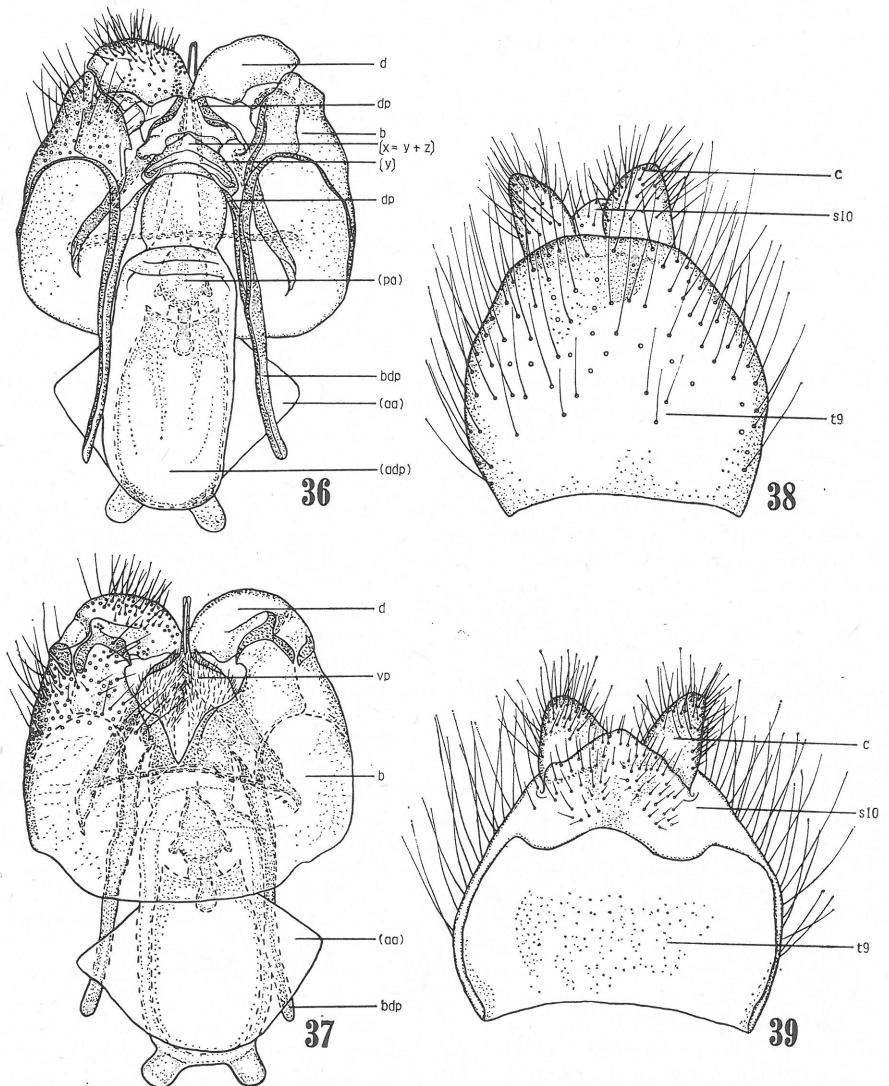 d
dp
b
(x = y + z)
(y)
dp
(pa)
bdp
(aa)
(adp)
36
c
s10
t9
38
d
vp
b
(aa)
bdp
37
c
s10
t9
39